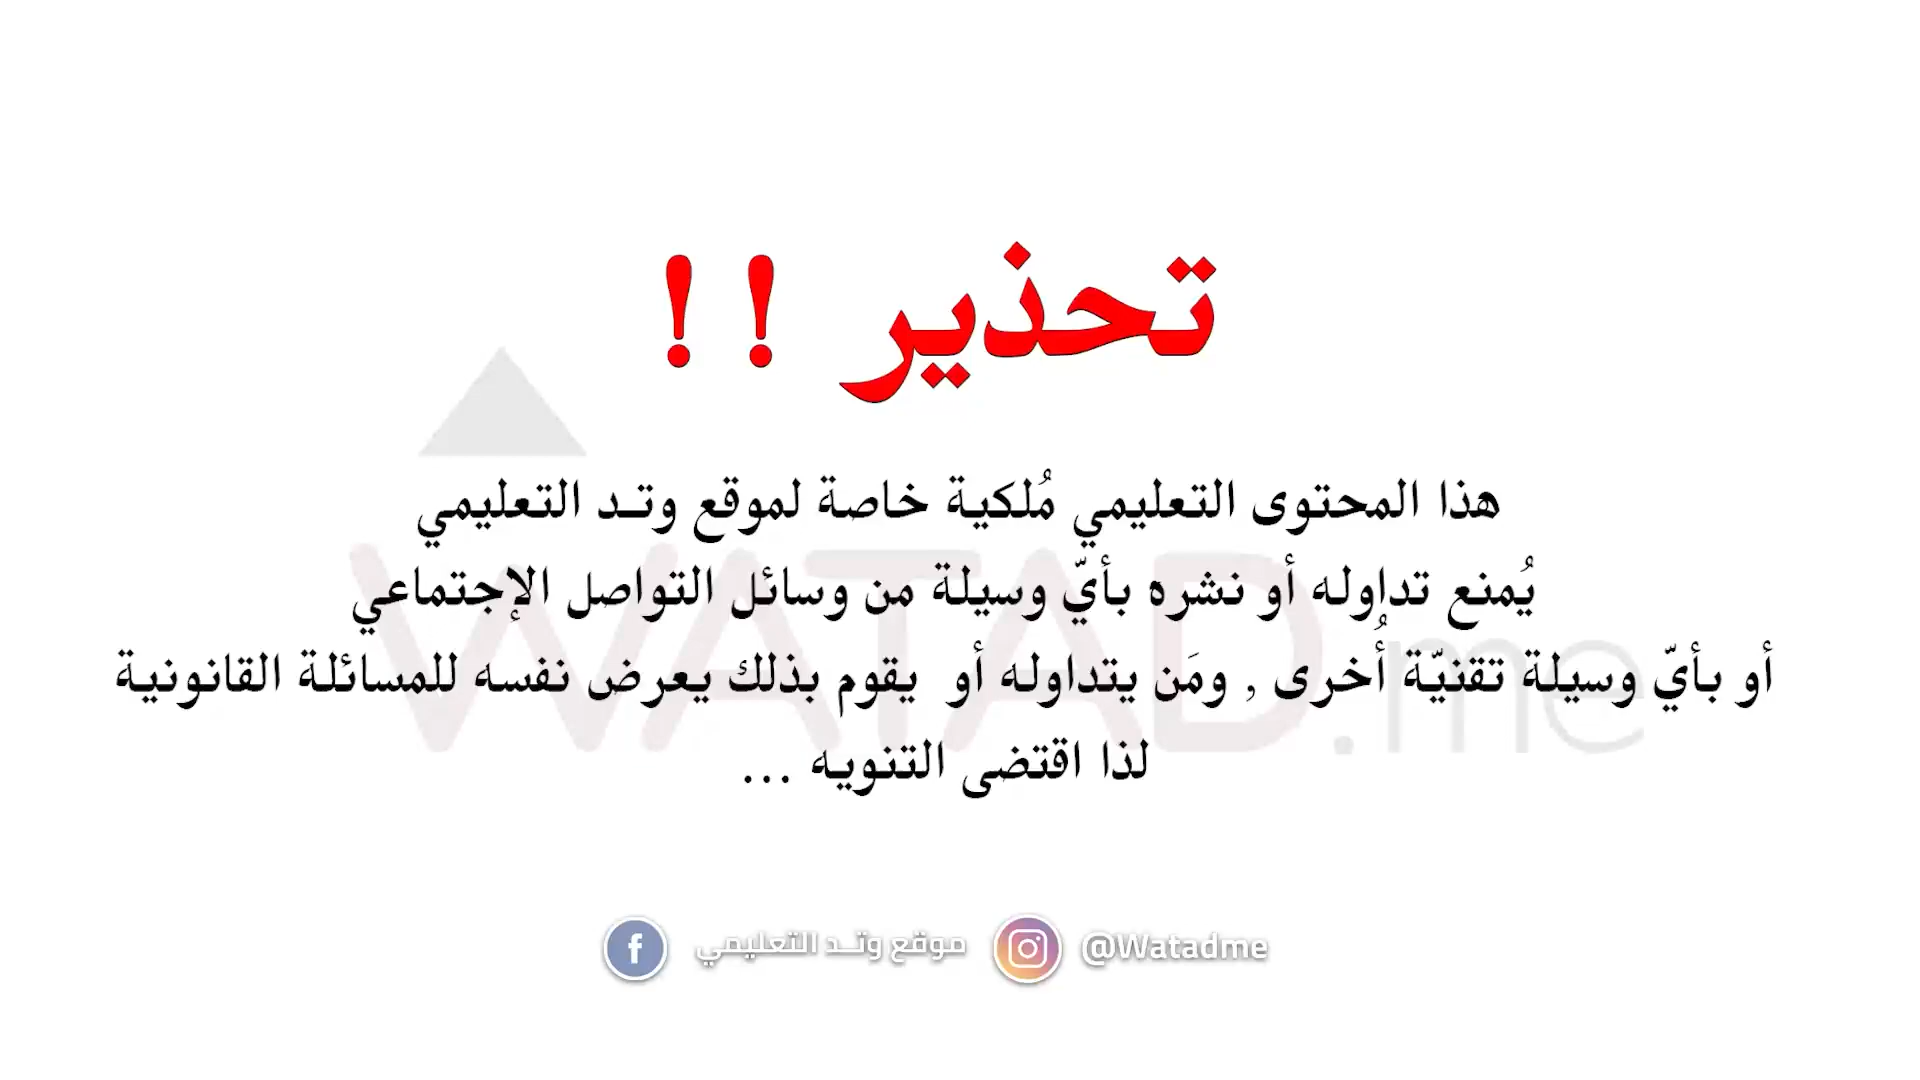 تحذير ! !
هذا المحتوى التعليمي مُلكية خاصة لموقع وتـد التعليمي
يُمنع تداوله أو نشره بأيّ وسيلة من وسائل التواصل الإجتماعي
أو بأيّ وسيلة تقنيّة أُخرى , ومَن يتداوله أو يقوم بذلك يعرض نفسه للمسائلة القانونية
لذا اقتضى التنويه ...
WATAD.me
@Watadme موقع وتـد التعليمي